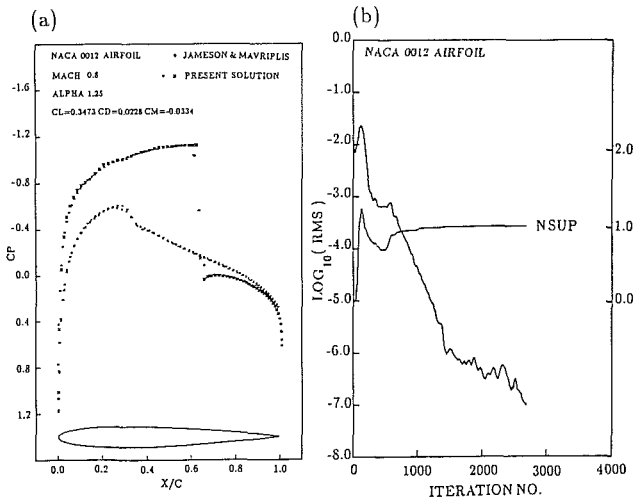 (a)
NACA 0012 AIRFOIL
MACH 0.8
ALPHA 1.25
CL=0.3473 CD=0.0228 CM=-0.0334
JAMESON & MAVRIPLIS
PRESENT SOLUTION
-1.6
-1.2
-0.8
-0.4
0.0
0.4
0.8
1.2
CP
0.0
0.2
0.4
0.6
0.8
1.0
X/C
(b)
NACA 0012 AIRFOIL
0.0
-1.0
-2.0
-3.0
-4.0
-5.0
-6.0
-7.0
-8.0
LOG10( RMS)
2.0
1.0
0.0
NSUP
0
1000
2000
3000
4000
ITERATION NO.